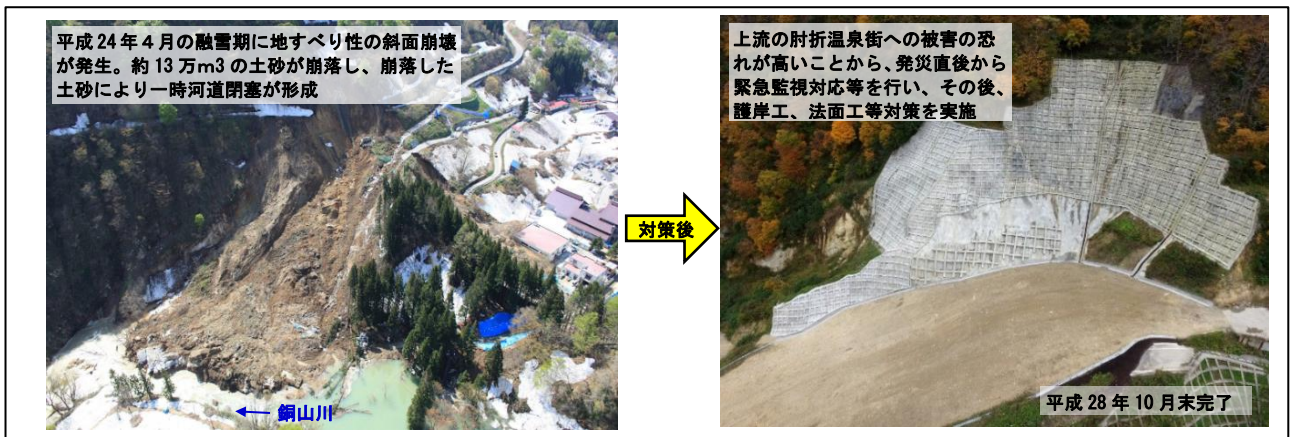 平成24年4月の融雪期に地すべり性の斜面崩壊
が発生。約13万m3の土砂が崩落し、崩落した
土砂により一時河道閉塞が形成
← 銅山川
対策後
上流の肘折温泉街への被害の恐
れが高いことから、発災直後から
緊急監視対応等を行い、その後、
護岸工、法面工等対策を実施
平成28年10月末完了